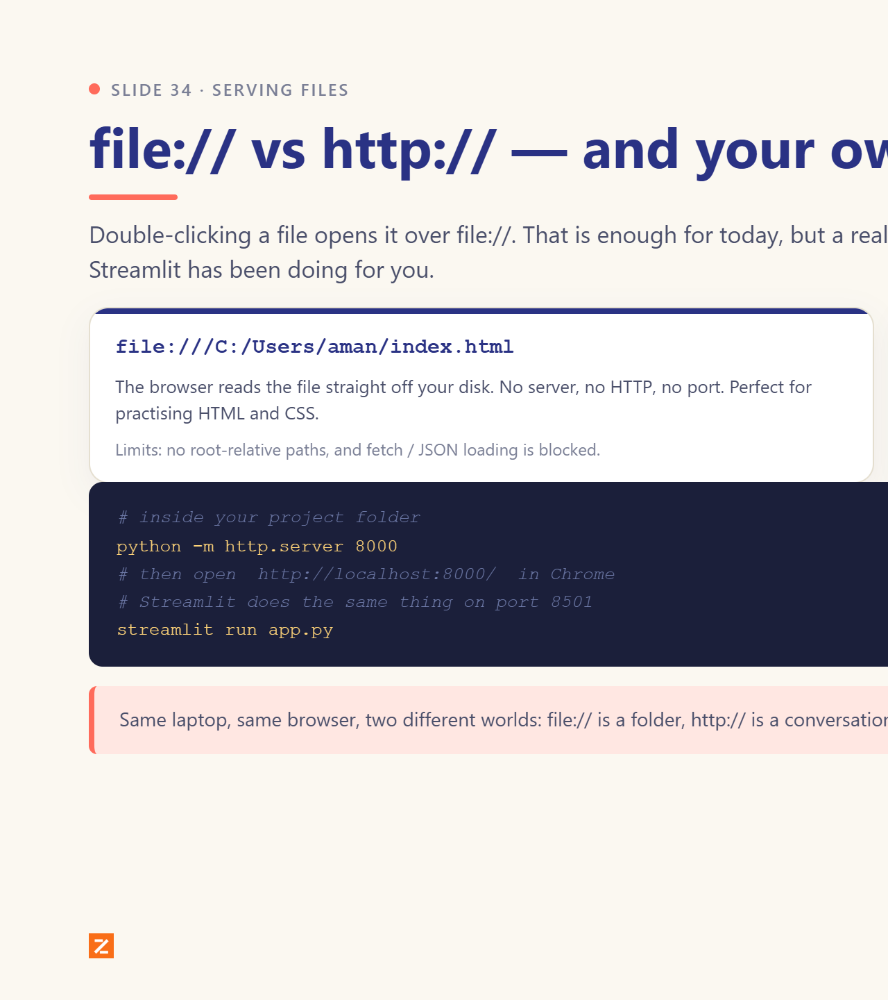 SLIDE 34 · SERVING FILES
file:// vs http:// — and your
Double-clicking a file opens it over file://. That is enough for today, but a real
Streamlit has been doing for you.
file:///C:/Users/aman/index.html
The browser reads the file straight off your disk. No server, no HTTP, no port. Perfect for
practising HTML and CSS.
Limits: no root-relative paths, and fetch / JSON loading is blocked.
# inside your project folder
python -m http.server 8000
# then open  http://localhost:8000/  in Chrome
# Streamlit does the same thing on port 8501
streamlit run app.py
Same laptop, same browser, two different worlds: file:// is a folder, http:// is a conversation